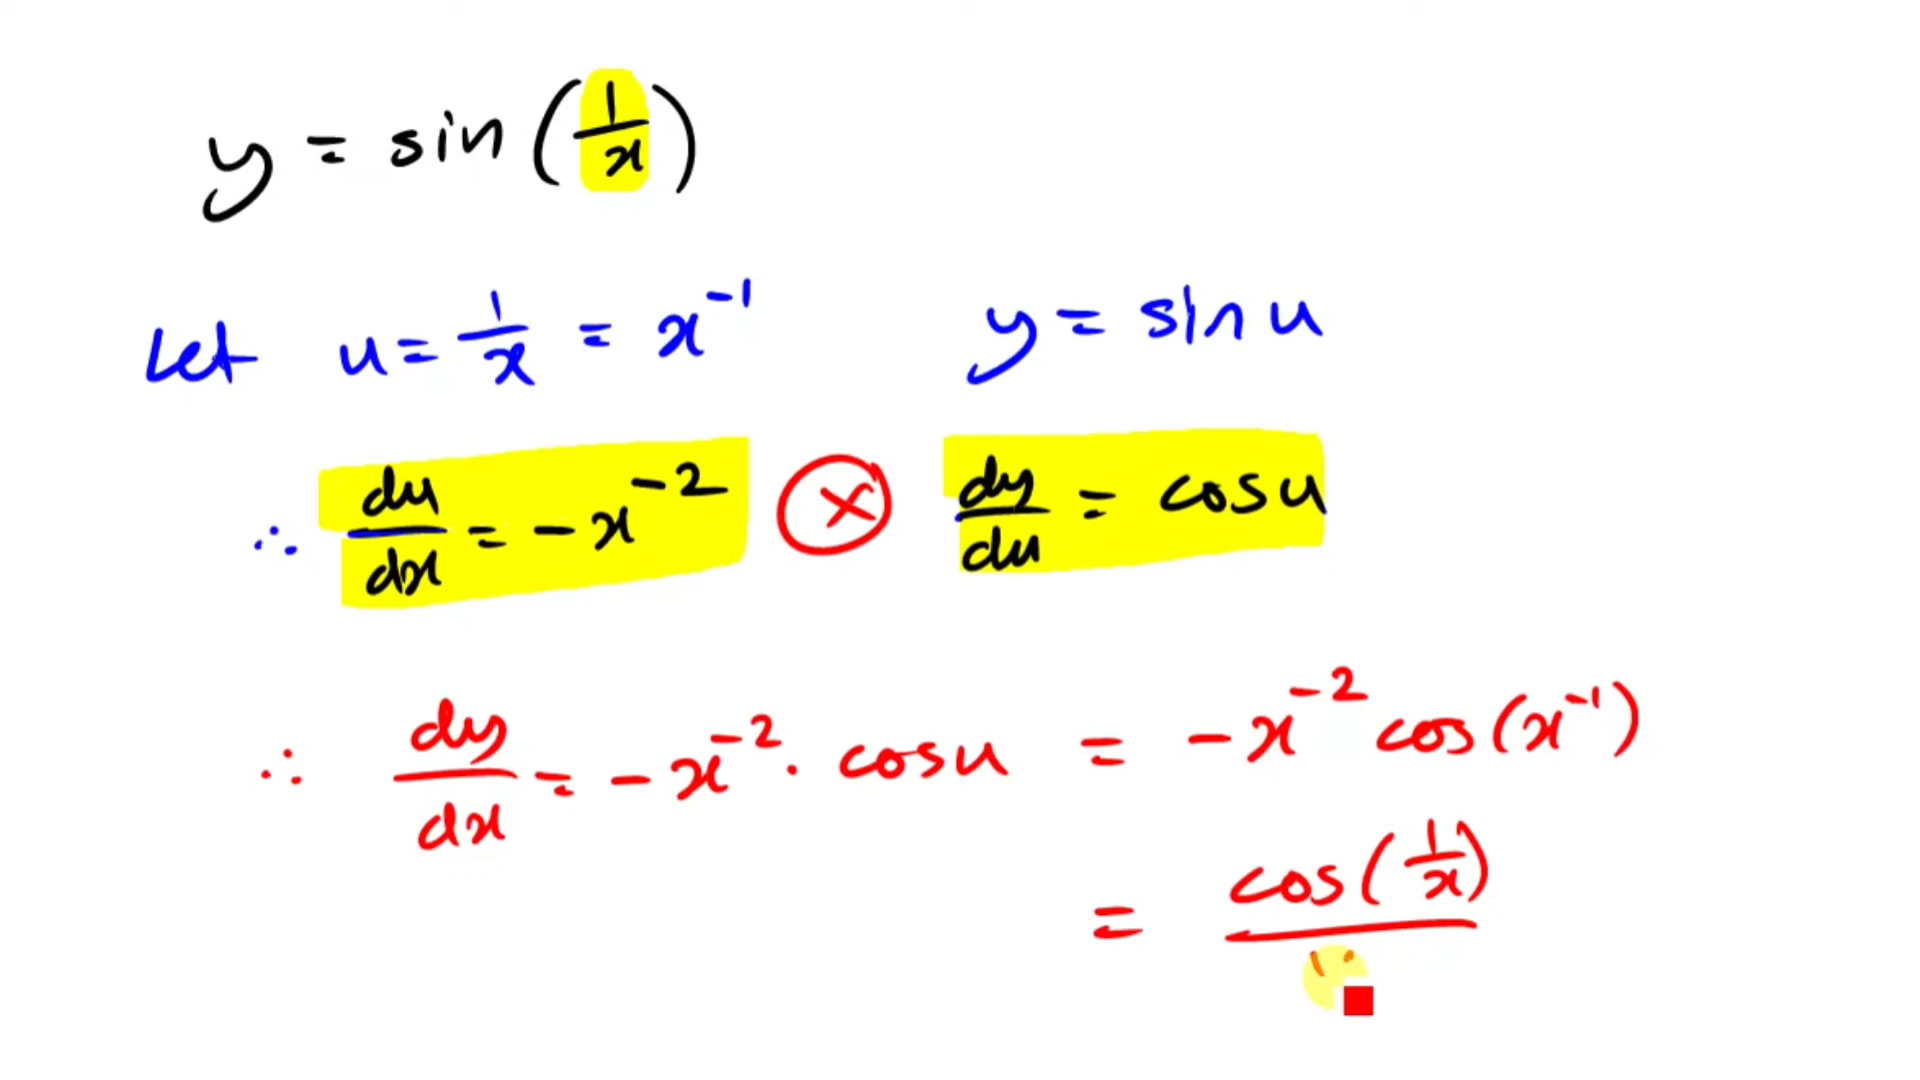 y = sin(1/x)
Let u = 1/x = x⁻¹ y = sin u
∴ du/dx = -x⁻² × dy/du = cos u
∴ dy/dx = -x⁻² · cos u = -x⁻² cos(x⁻¹)
= cos(1/x)